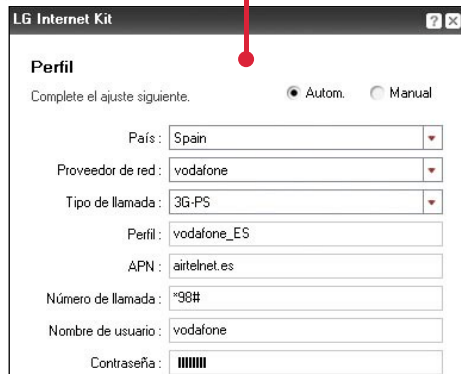 LG Internet Kit
Perfil
Complete el ajuste siguiente. Autom. Manual
País : Spain
Proveedor de red : vodafone
Tipo de llamada : 3G-PS
Perfil : vodafone_ES
APN : airtelnet.es
Número de llamada : *98#
Nombre de usuario : vodafone
Contraseña :